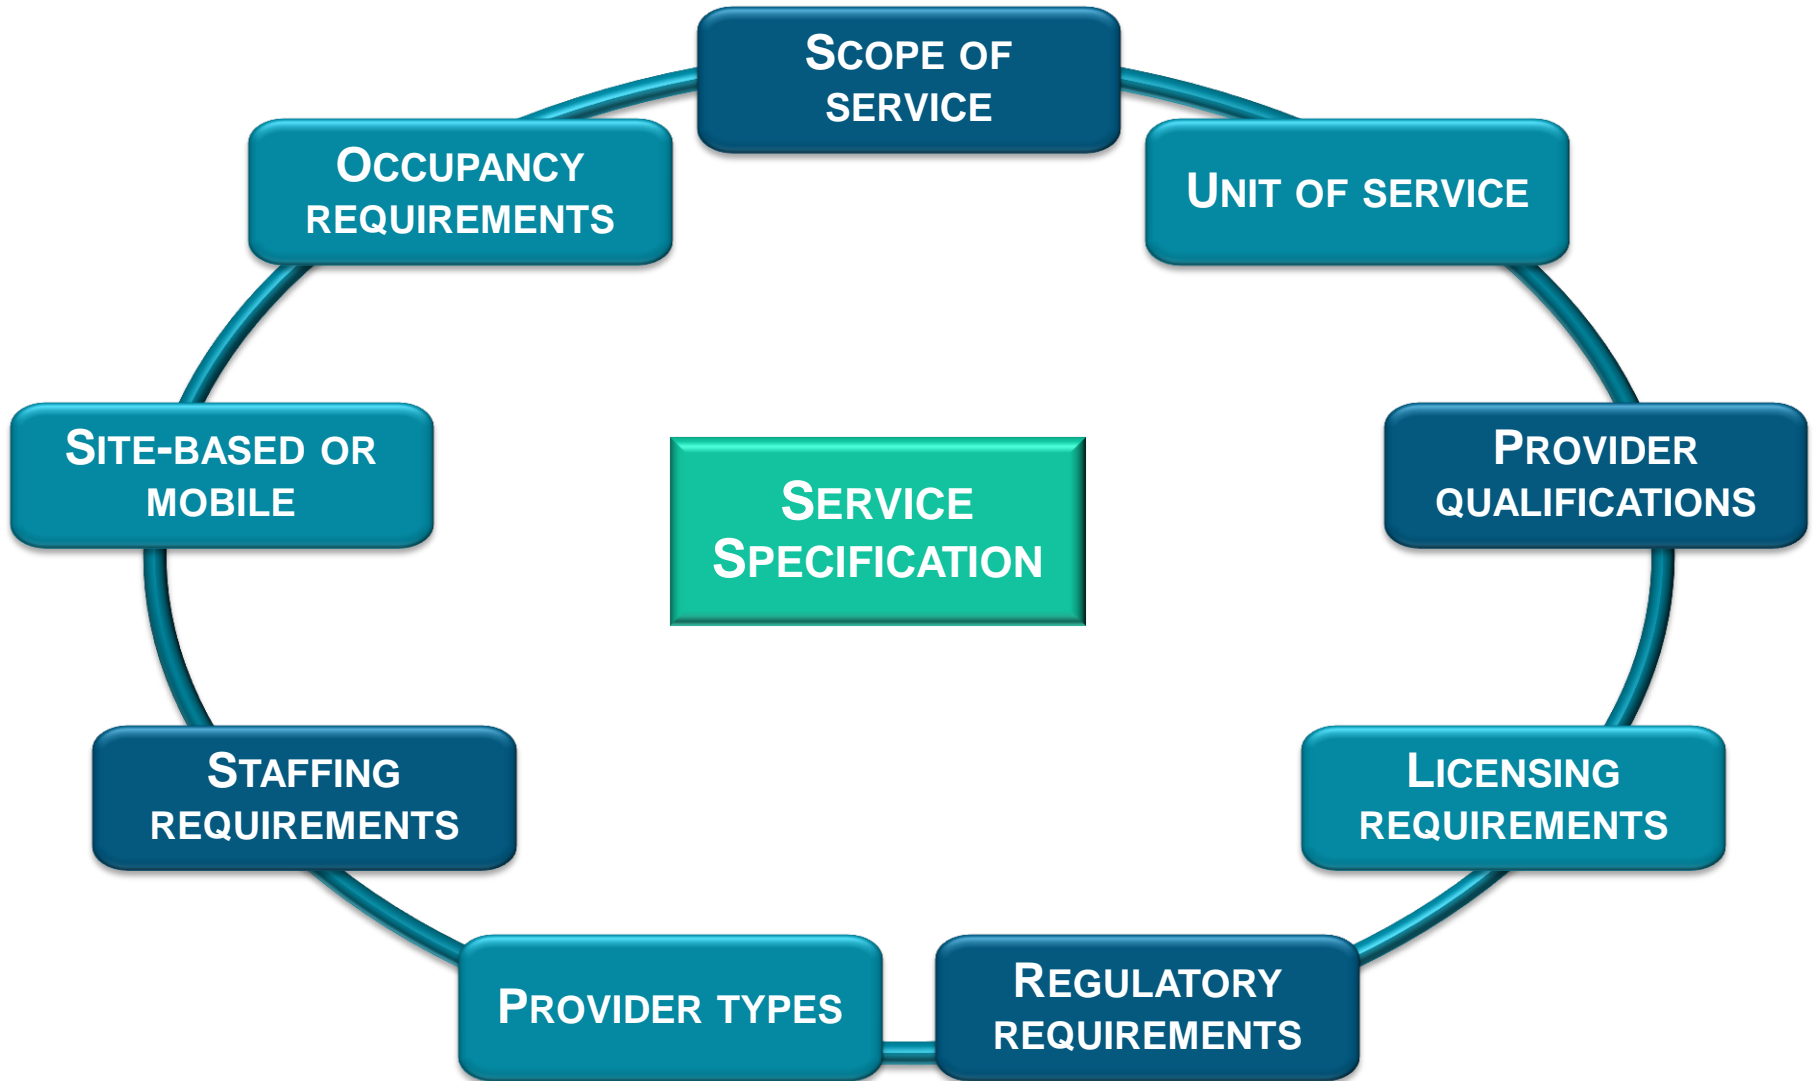 SCOPE OF
SERVICE
UNIT OF SERVICE
PROVIDER
QUALIFICATIONS
LICENSING
REQUIREMENTS
REGULATORY
REQUIREMENTS
PROVIDER TYPES
STAFFING
REQUIREMENTS
SITE-BASED OR
MOBILE
OCCUPANCY
REQUIREMENTS
SERVICE
SPECIFICATION